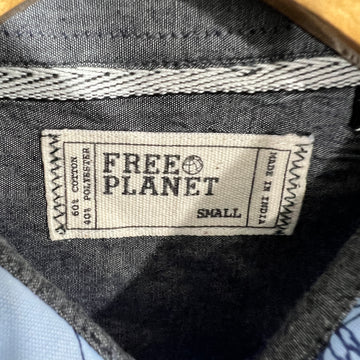 60% COTTON
40% POLYESTER
FREE
PLANET
SMALL
MADE IN INDIA